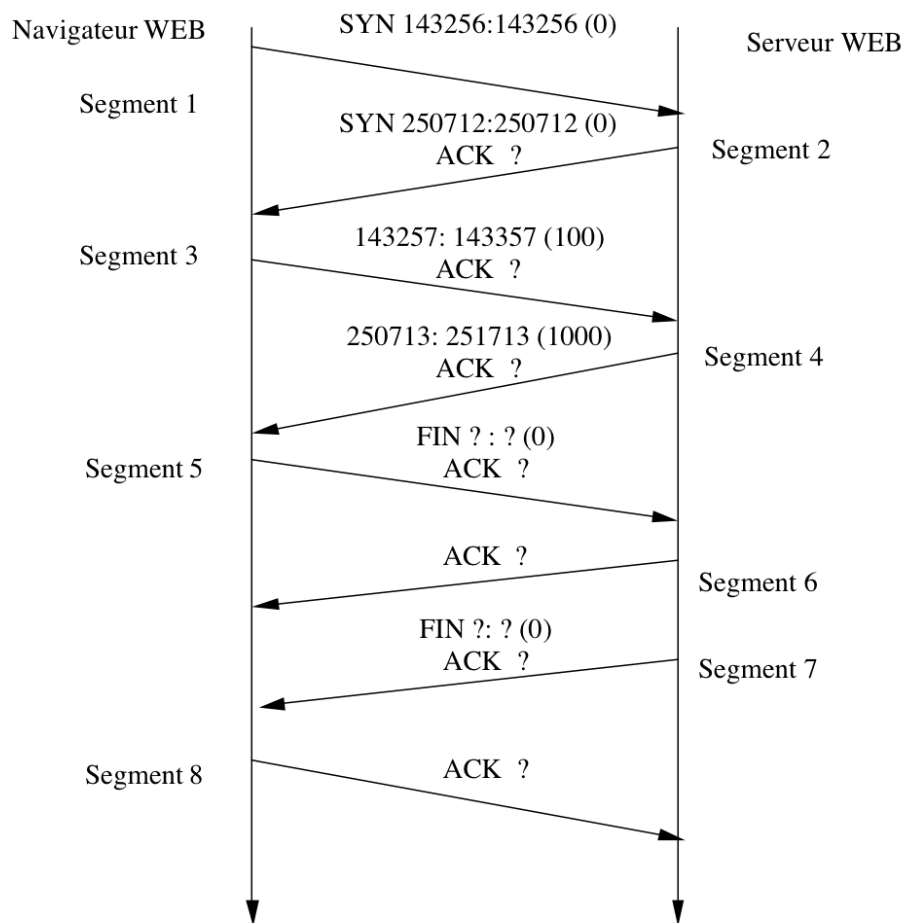 Navigateur WEB
SYN 143256:143256 (0)
Serveur WEB
Segment 1
SYN 250712:250712 (0)
ACK ?
Segment 2
Segment 3
143257: 143357 (100)
ACK ?
250713: 251713 (1000)
ACK ?
Segment 4
FIN ? : ? (0)
ACK ?
Segment 5
ACK ?
Segment 6
FIN ?: ? (0)
ACK ?
Segment 7
Segment 8
ACK ?